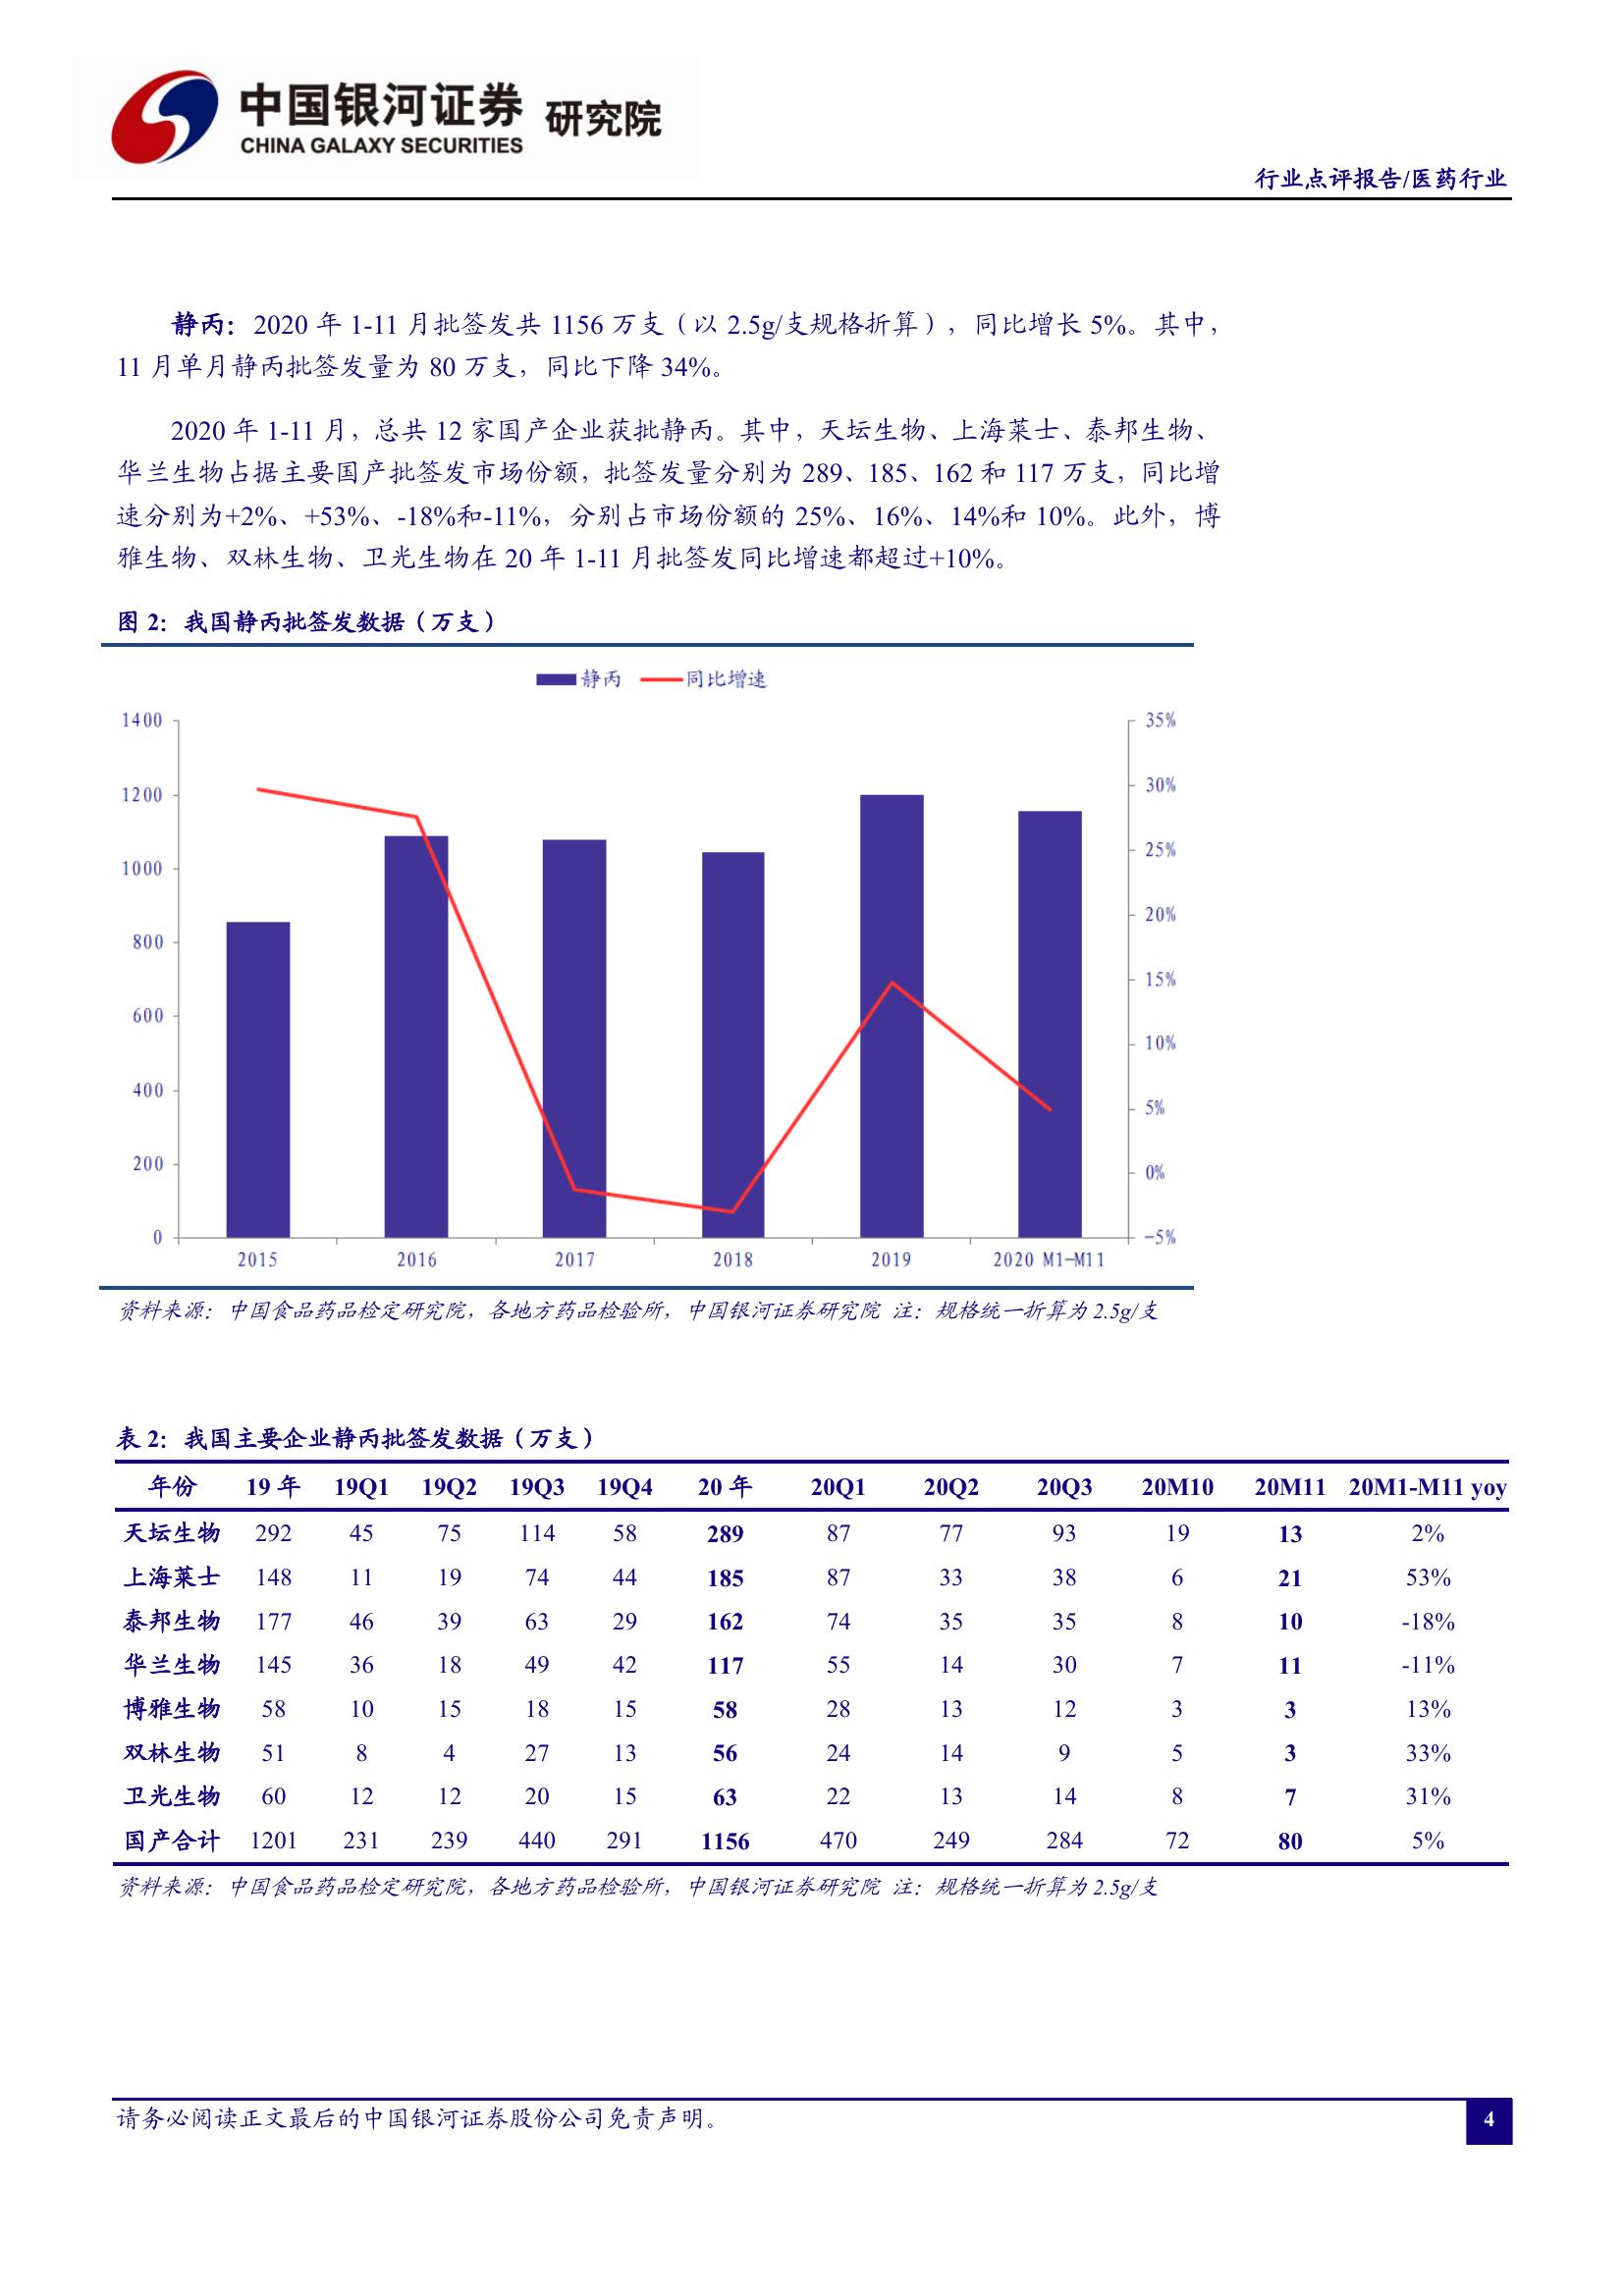 中国银河证券 研究院
CHINA GALAXY SECURITIES
行业点评报告/医药行业
静丙：2020 年 1-11 月批签发共 1156 万支（以 2.5g/支规格折算），同比增长 5%。其中，
11 月单月静丙批签发量为 80 万支，同比下降 34%。
2020 年 1-11 月，总共 12 家国产企业获批静丙。其中，天坛生物、上海莱士、泰邦生物、
华兰生物占据主要国产批签发市场份额，批签发量分别为 289、185、162 和 117 万支，同比增
速分别为+2%、+53%、-18%和-11%，分别占市场份额的 25%、16%、14%和 10%。此外，博
雅生物、双林生物、卫光生物在 20 年 1-11 月批签发同比增速都超过+10%。
图 2：我国静丙批签发数据（万支）
静丙 同比增速
1400 35%
1200 30%
25%
1000
20%
800
15%
600
10%
400
5%
200
0%
0 -5%
2015 2016 2017 2018 2019 2020 M1-M11
资料来源：中国食品药品检定研究院，各地方药品检验所，中国银河证券研究院 注：规格统一折算为 2.5g/支
表 2：我国主要企业静丙批签发数据（万支）
年份 19 年 19Q1 19Q2 19Q3 19Q4 20 年 20Q1 20Q2 20Q3 20M10 20M11 20M1-M11 yoy
天坛生物 292 45 75 114 58 289 87 77 93 19 13 2%
上海莱士 148 11 19 74 44 185 87 33 38 6 21 53%
泰邦生物 177 46 39 63 29 162 74 35 35 8 10 -18%
华兰生物 145 36 18 49 42 117 55 14 30 7 11 -11%
博雅生物 58 10 15 18 15 58 28 13 12 3 3 13%
双林生物 51 8 4 27 13 56 24 14 9 5 3 33%
卫光生物 60 12 12 20 15 63 22 13 14 8 7 31%
国产合计 1201 231 239 440 291 1156 470 249 284 72 80 5%
资料来源：中国食品药品检定研究院，各地方药品检验所，中国银河证券研究院 注：规格统一折算为 2.5g/支
请务必阅读正文最后的中国银河证券股份公司免责声明。
4